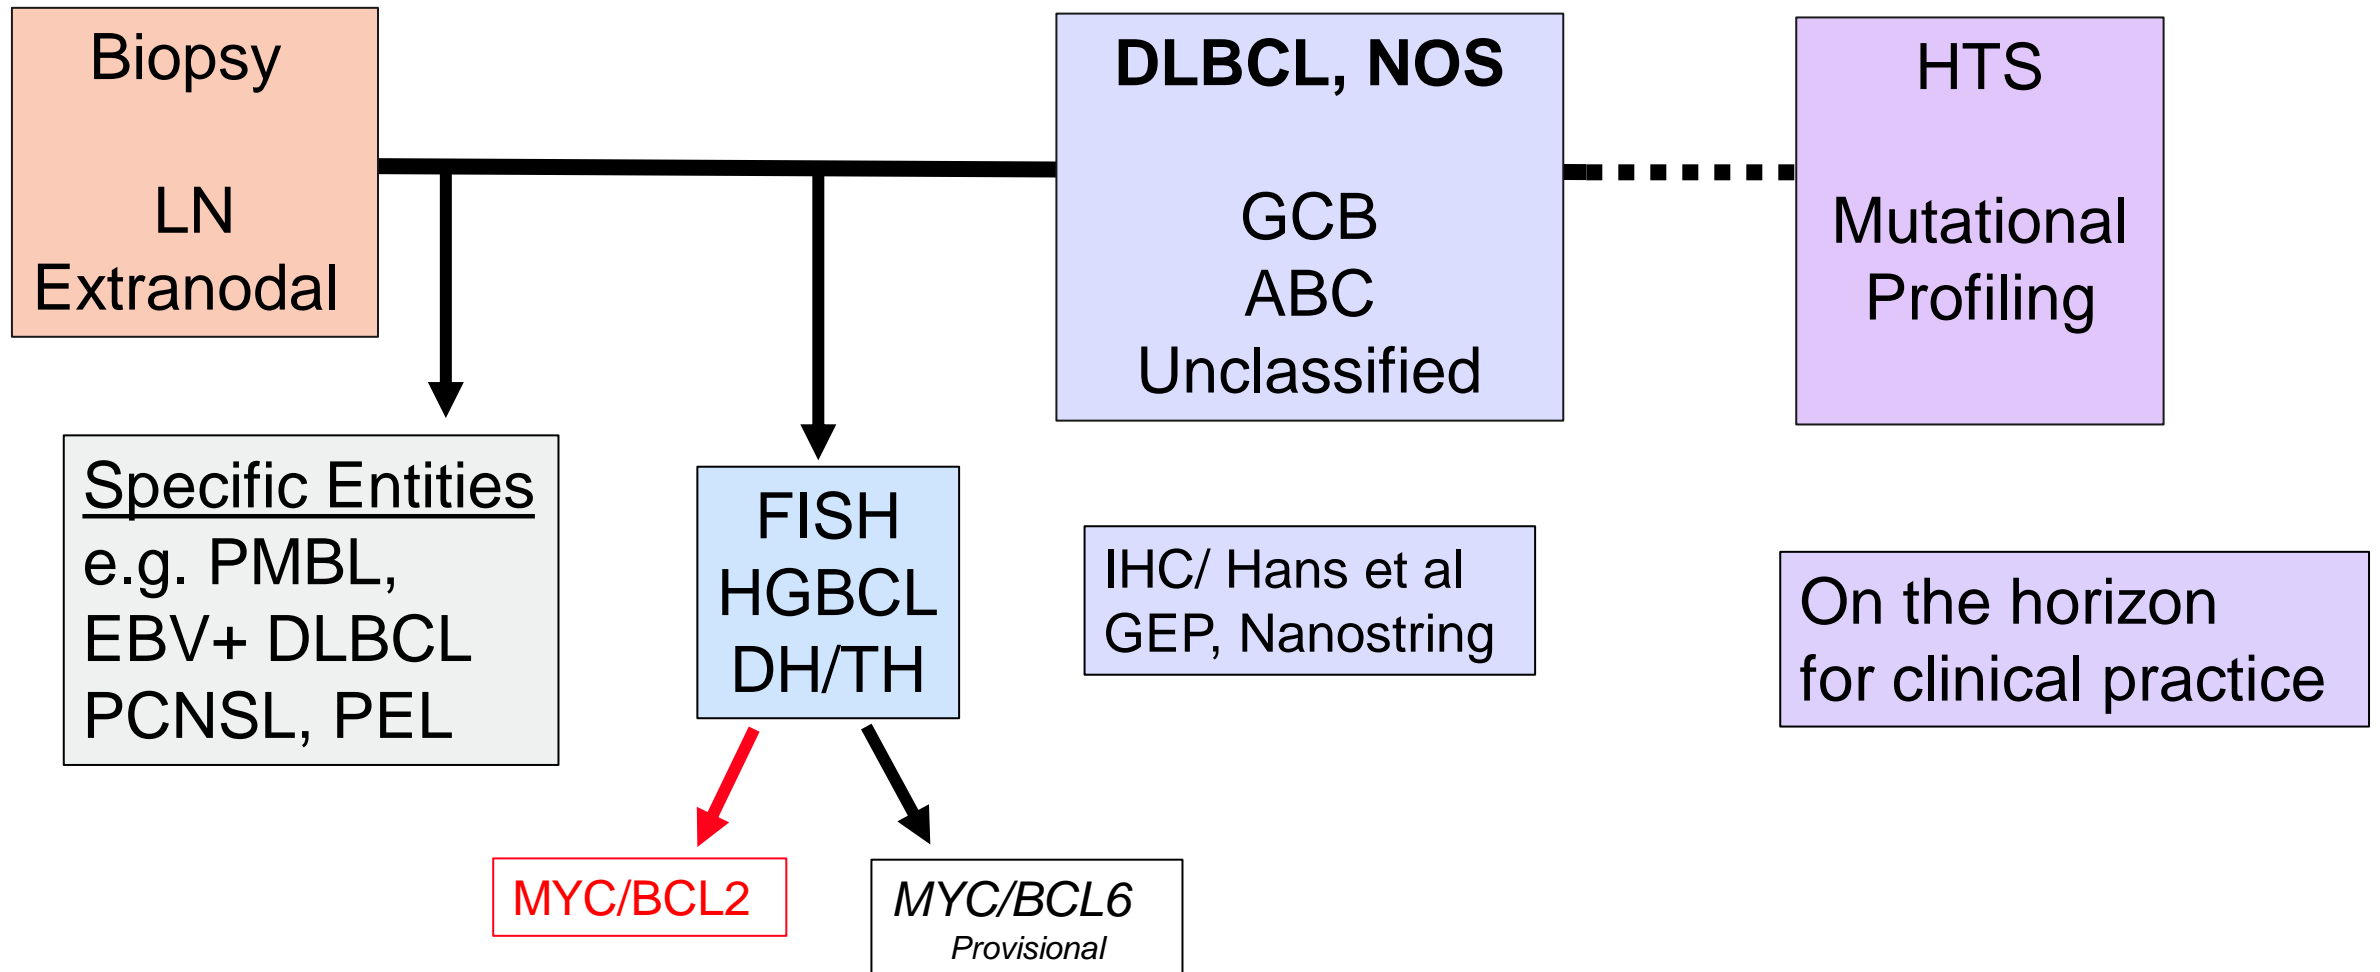 Biopsy
LN
Extranodal
DLBCL, NOS
GCB
ABC
Unclassified
HTS
Mutational
Profiling
Specific Entities
e.g. PMBL,
EBV+ DLBCL
PCNSL, PEL
FISH
HGBCL
DH/TH
IHC/ Hans et al
GEP, Nanostring
On the horizon
for clinical practice
MYC/BCL2
MYC/BCL6
Provisional